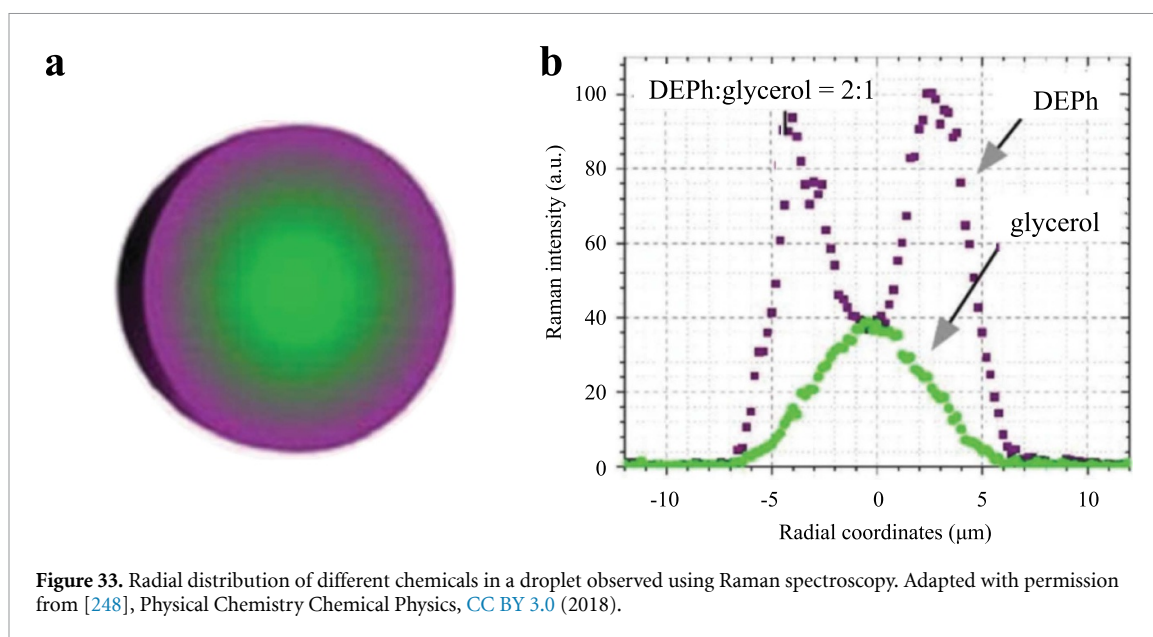 a
b
DEPh:glycerol = 2:1
DEPh
glycerol
Raman intensity (a.u.)
100
80
60
40
20
0
-10 -5 0 5 10
Radial coordinates (μm)
Figure 33. Radial distribution of different chemicals in a droplet observed using Raman spectroscopy. Adapted with permission
from [248], Physical Chemistry Chemical Physics, CC BY 3.0 (2018).